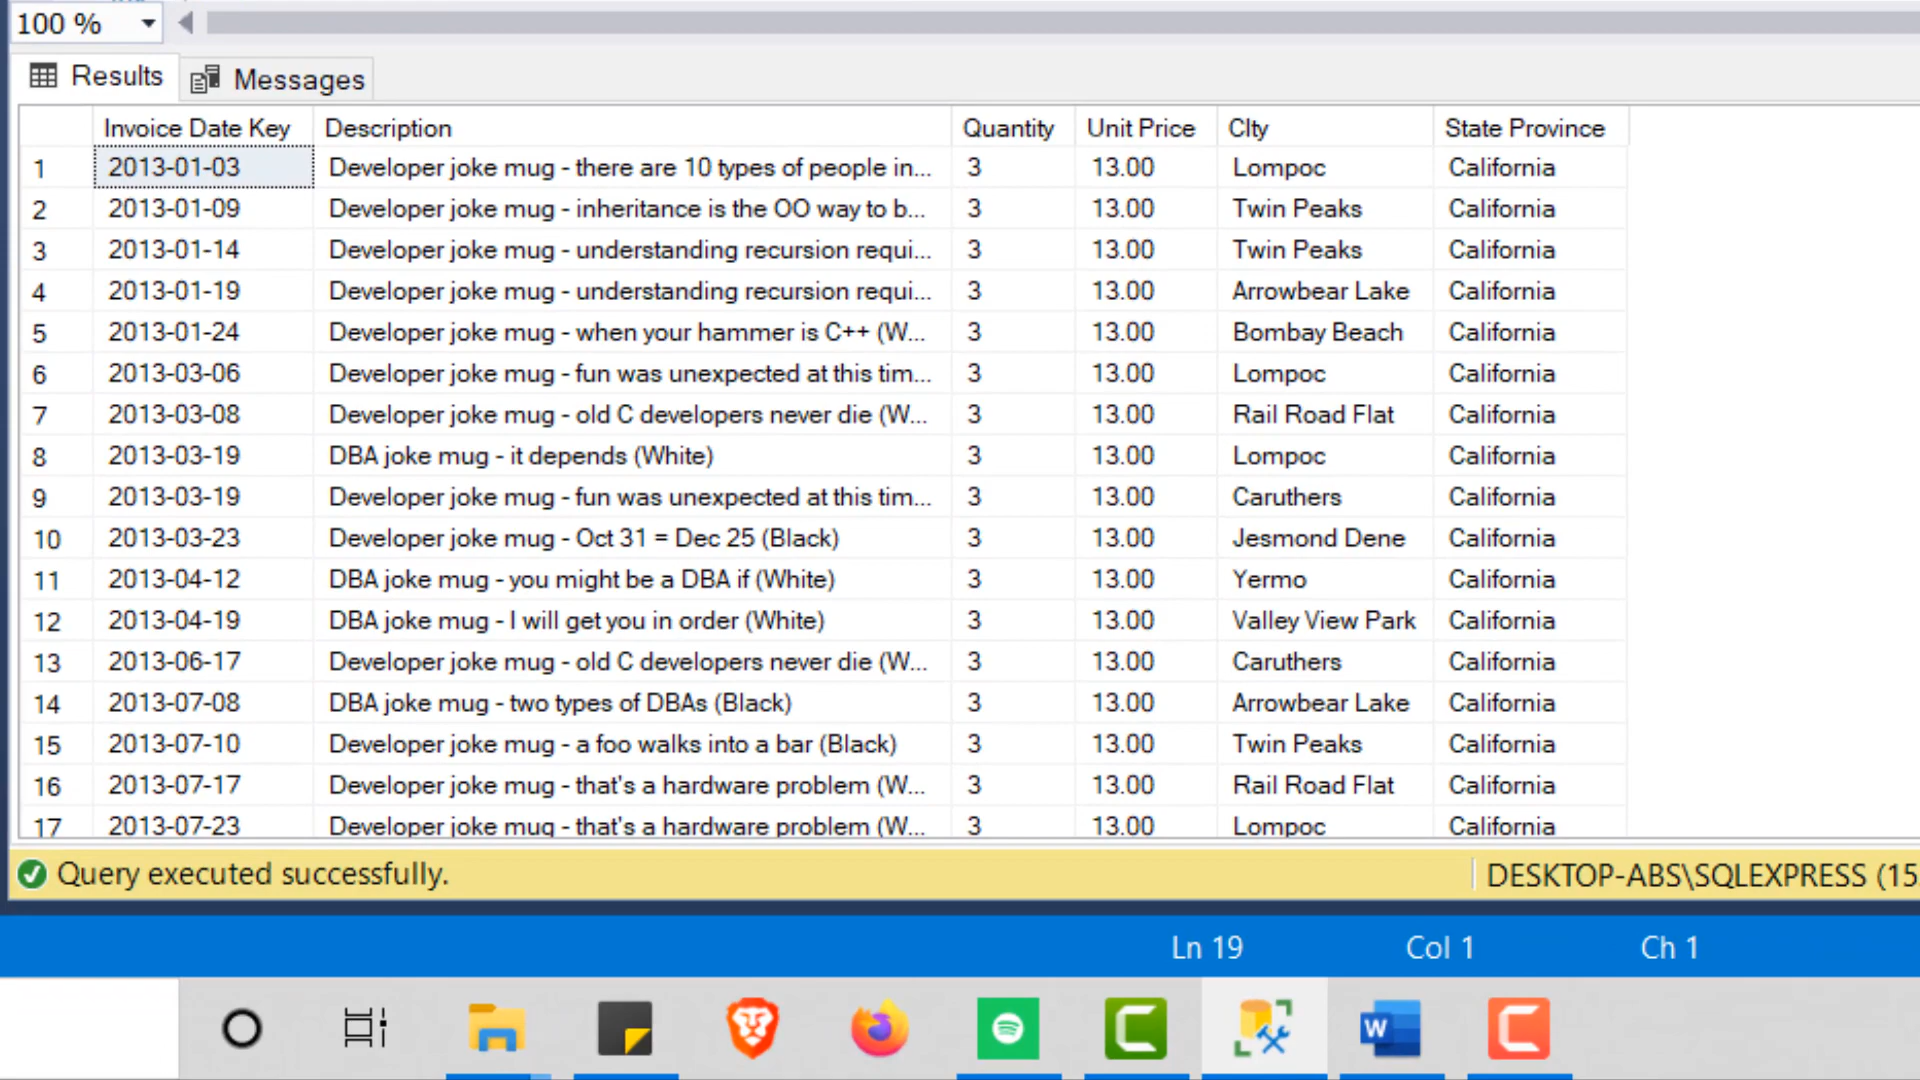 100 %
Results Messages
Invoice Date Key Description Quantity Unit Price CIty State Province
1 2013-01-03 Developer joke mug - there are 10 types of people in... 3 13.00 Lompoc California
2 2013-01-09 Developer joke mug - inheritance is the OO way to b... 3 13.00 Twin Peaks California
3 2013-01-14 Developer joke mug - understanding recursion requi... 3 13.00 Twin Peaks California
4 2013-01-19 Developer joke mug - understanding recursion requi... 3 13.00 Arrowbear Lake California
5 2013-01-24 Developer joke mug - when your hammer is C++ (W... 3 13.00 Bombay Beach California
6 2013-03-06 Developer joke mug - fun was unexpected at this tim... 3 13.00 Lompoc California
7 2013-03-08 Developer joke mug - old C developers never die (W... 3 13.00 Rail Road Flat California
8 2013-03-19 DBA joke mug - it depends (White) 3 13.00 Lompoc California
9 2013-03-19 Developer joke mug - fun was unexpected at this tim... 3 13.00 Caruthers California
10 2013-03-23 Developer joke mug - Oct 31 = Dec 25 (Black) 3 13.00 Jesmond Dene California
11 2013-04-12 DBA joke mug - you might be a DBA if (White) 3 13.00 Yermo California
12 2013-04-19 DBA joke mug - I will get you in order (White) 3 13.00 Valley View Park California
13 2013-06-17 Developer joke mug - old C developers never die (W... 3 13.00 Caruthers California
14 2013-07-08 DBA joke mug - two types of DBAs (Black) 3 13.00 Arrowbear Lake California
15 2013-07-10 Developer joke mug - a foo walks into a bar (Black) 3 13.00 Twin Peaks California
16 2013-07-17 Developer joke mug - that's a hardware problem (W... 3 13.00 Rail Road Flat California
17 2013-07-23 Developer joke mug - that's a hardware problem (W... 3 13.00 Lompoc California
Query executed successfully. DESKTOP-ABS\SQLEXPRESS (15
Ln 19 Col 1 Ch 1
W